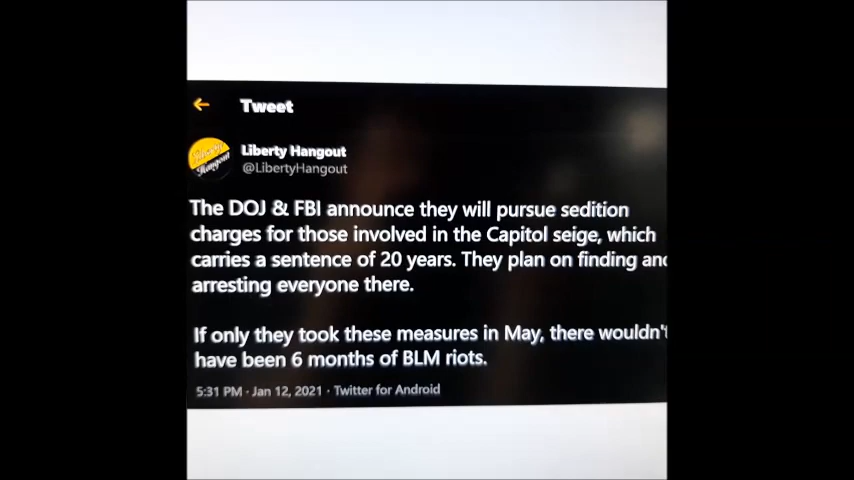 Tweet
Liberty Hangout
@LibertyHangout
The DOJ & FBI announce they will pursue sedition
charges for those involved in the Capitol seige, which
carries a sentence of 20 years. They plan on finding and
arresting everyone there.
If only they took these measures in May, there wouldn't
have been 6 months of BLM riots.
5:31 PM · Jan 12, 2021 · Twitter for Android